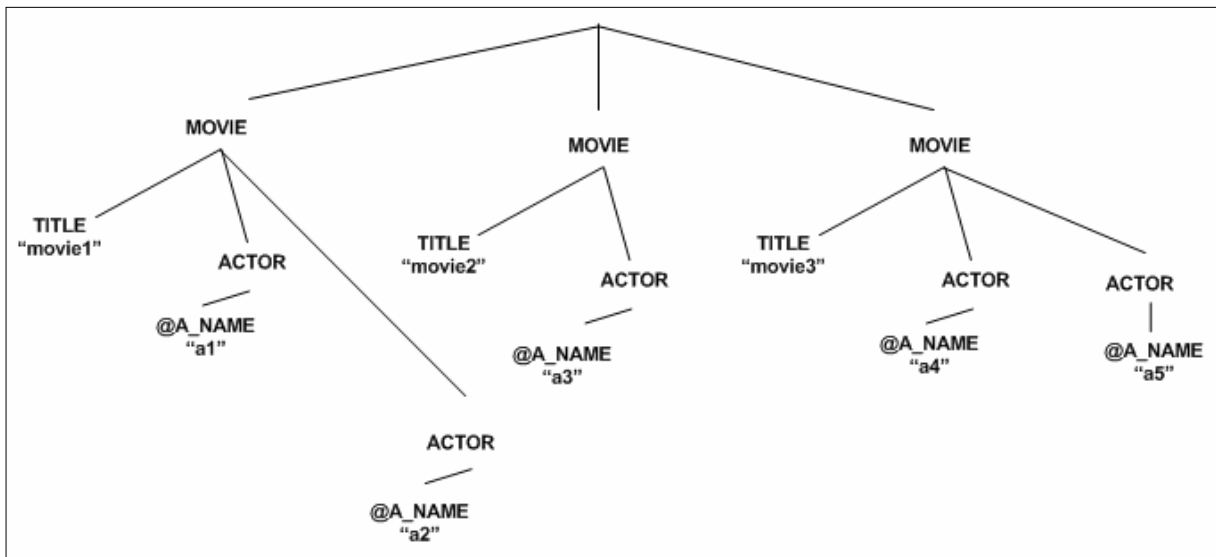 MOVIE
MOVIE
MOVIE
TITLE
“movie1”
ACTOR
@A_NAME
“a1”
ACTOR
@A_NAME
“a2”
TITLE
“movie2”
ACTOR
@A_NAME
“a3”
TITLE
“movie3”
ACTOR
@A_NAME
“a4”
ACTOR
@A_NAME
“a5”